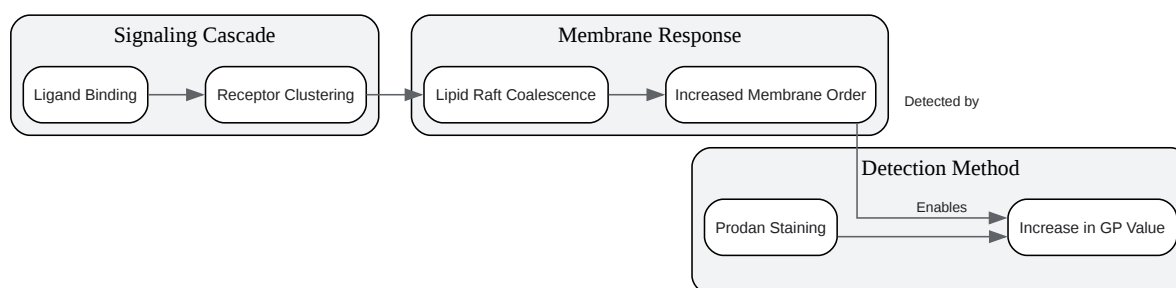 Signaling Cascade
Membrane Response
Ligand Binding
Receptor Clustering
Lipid Raft Coalescence
Increased Membrane Order
Detected by
Detection Method
Enables
Prodan Staining
Increase in GP Value